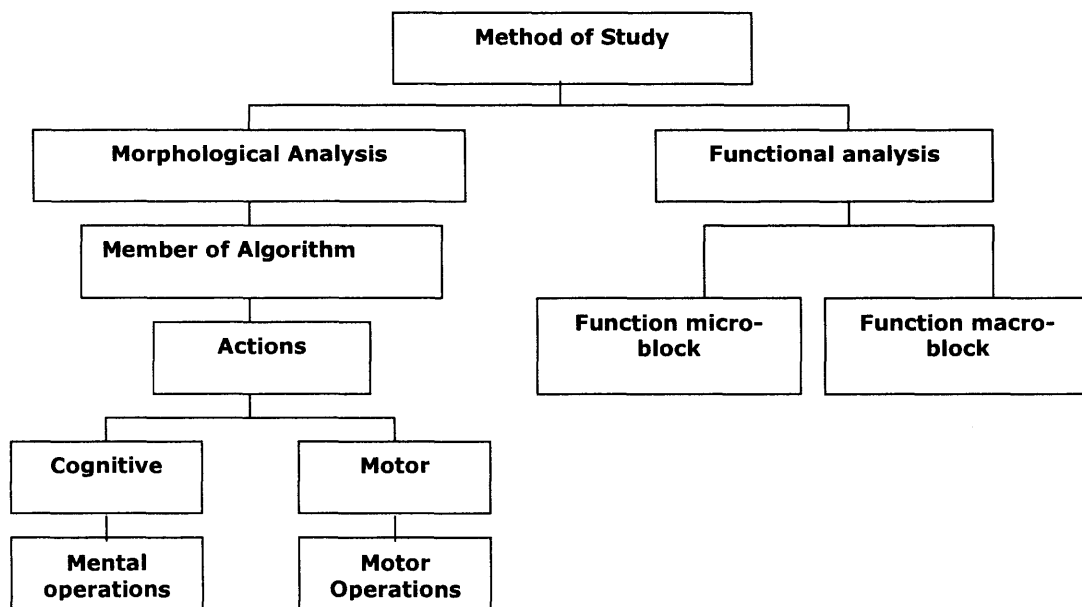 Method of Study
Morphological Analysis
Functional analysis
Member of Algorithm
Function micro-
block
Function macro-
block
Actions
Cognitive
Motor
Mental
operations
Motor
Operations